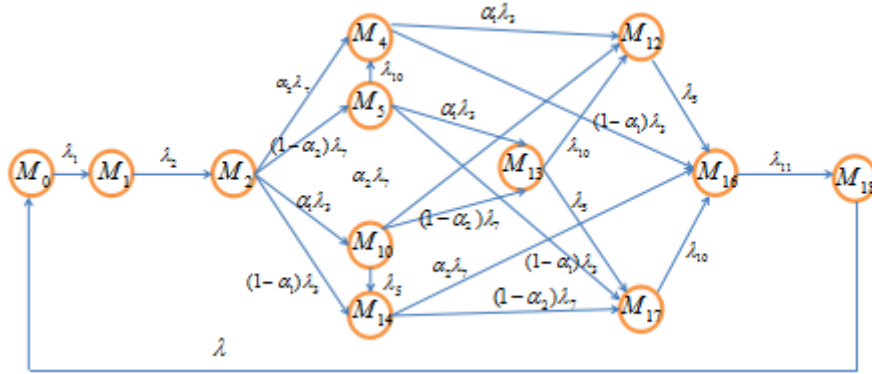 M₄ α₁λ₃ M₁₂
α₂λ₇ λ₁₀ λ₅
M₅ α₁λ₃ (1-α₁)λ₃
(1-α₂)λ₇ λ₁₀
M₀ λ₁ M₁ λ₂ M₂ α₂λ₇ M₁₃ M₁₆ λ₁₁ M₁₈
α₁λ₃ (1-α₂)λ₇ λ₅
M₁₀ α₂λ₇ (1-α₁)λ₃ λ₁₀
(1-α₁)λ₃ λ₅
M₁₄ (1-α₂)λ₇ M₁₇
λ